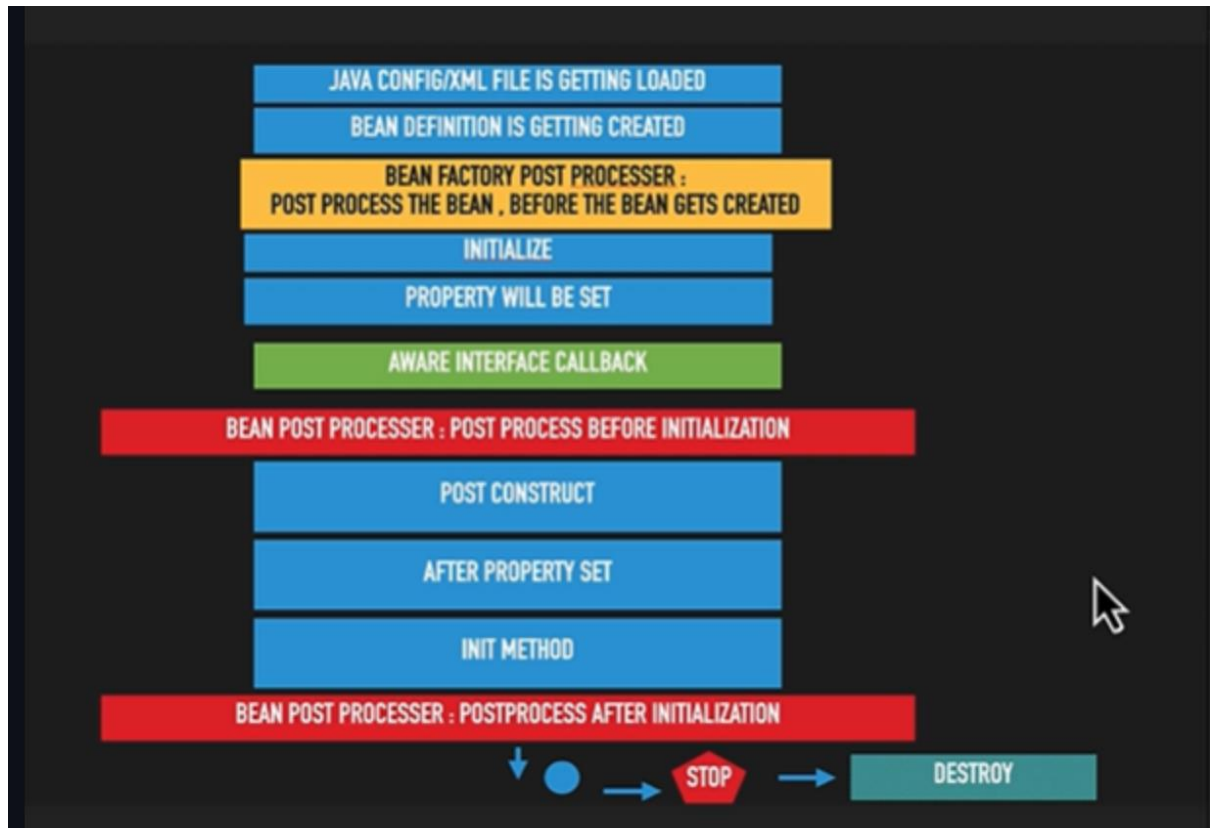 JAVA CONFIG/XML FILE IS GETTING LOADED
BEAN DEFINITION IS GETTING CREATED
BEAN FACTORY POST PROCESSER :
POST PROCESS THE BEAN , BEFORE THE BEAN GETS CREATED
INITIALIZE
PROPERTY WILL BE SET
AWARE INTERFACE CALLBACK
BEAN POST PROCESSER : POST PROCESS BEFORE INITIALIZATION
POST CONSTRUCT
AFTER PROPERTY SET
INIT METHOD
BEAN POST PROCESSER : POSTPROCESS AFTER INITIALIZATION
STOP
DESTROY